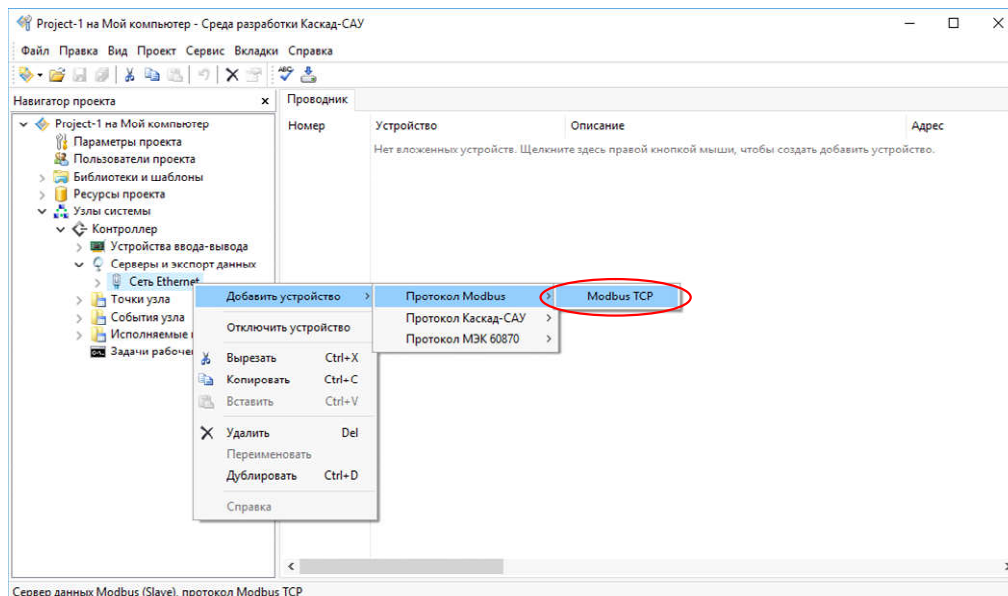 Project-1 на Мой компьютер - Среда разработки Каскад-САУ
Файл Правка Вид Проект Сервис Вкладки Справка
Навигатор проекта
Проводник
Project-1 на Мой компьютер
Параметры проекта
Пользователи проекта
Библиотеки и шаблоны
Ресурсы проекта
Узлы системы
Контроллер
Устройства ввода-вывода
Серверы и экспорт данных
Сеть Ethernet
Точки узла
События узла
Исполняемые
Задачи
Номер Устройство Описание Адрес
Нет вложенных устройств. Щелкните здесь правой кнопкой мыши, чтобы создать добавить устройство.
Добавить устройство
Отключить устройство
Вырезать Ctrl+X
Копировать Ctrl+C
Вставить Ctrl+V
Удалить Del
Переименовать
Дублировать Ctrl+D
Справка
Протокол Modbus
Протокол Каскад-САУ
Протокол МЭК 60870
Modbus TCP
Сервер данных Modbus (Slave), протокол Modbus TCP